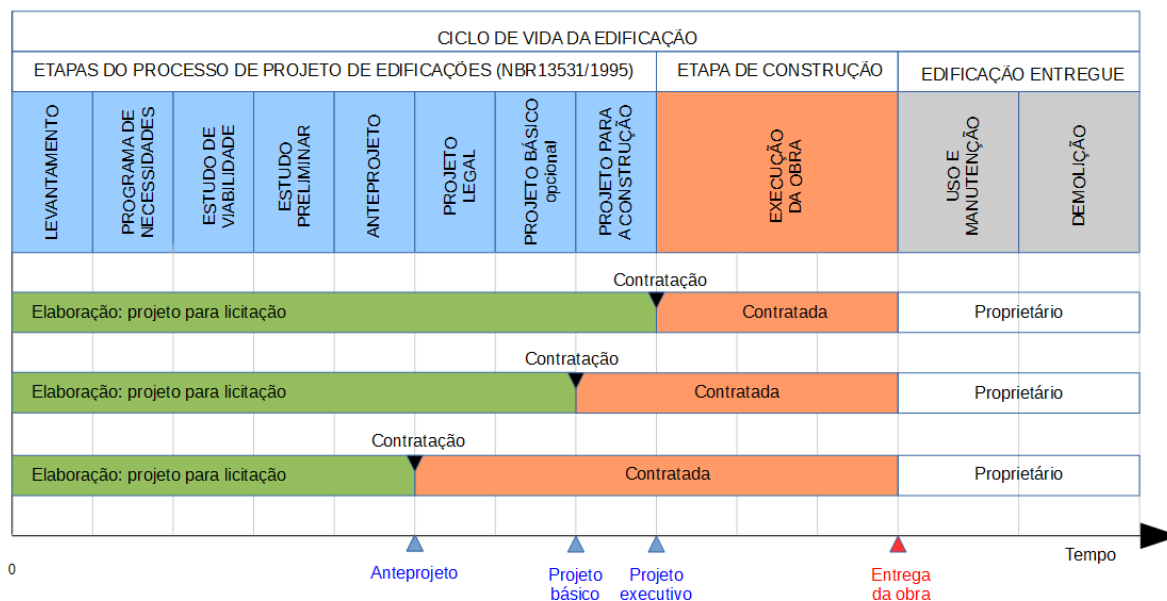 CICLO DE VIDA DA EDIFICAÇÃO
ETAPAS DO PROCESSO DE PROJETO DE EDIFICAÇÕES (NBR13531/1995)
ETAPA DE CONSTRUÇÃO
EDIFICAÇÃO ENTREGUE
LEVANTAMENTO
PROGRAMA DE
NECESSIDADES
ESTUDO DE
VIABILIDADE
ESTUDO
PRELIMINAR
ANTEPROJETO
PROJETO
LEGAL
PROJETO BÁSICO
opcional
PROJETO PARA
A CONSTRUÇÃO
EXECUÇÃO
DA OBRA
USO E
MANUTENÇÃO
DEMOLIÇÃO
Contratação
Elaboração: projeto para licitação
Contratada
Proprietário
Contratação
Elaboração: projeto para licitação
Contratada
Proprietário
Contratação
Elaboração: projeto para licitação
Contratada
Proprietário
0
Tempo
Anteprojeto
Projeto
básico
Projeto
executivo
Entrega
da obra